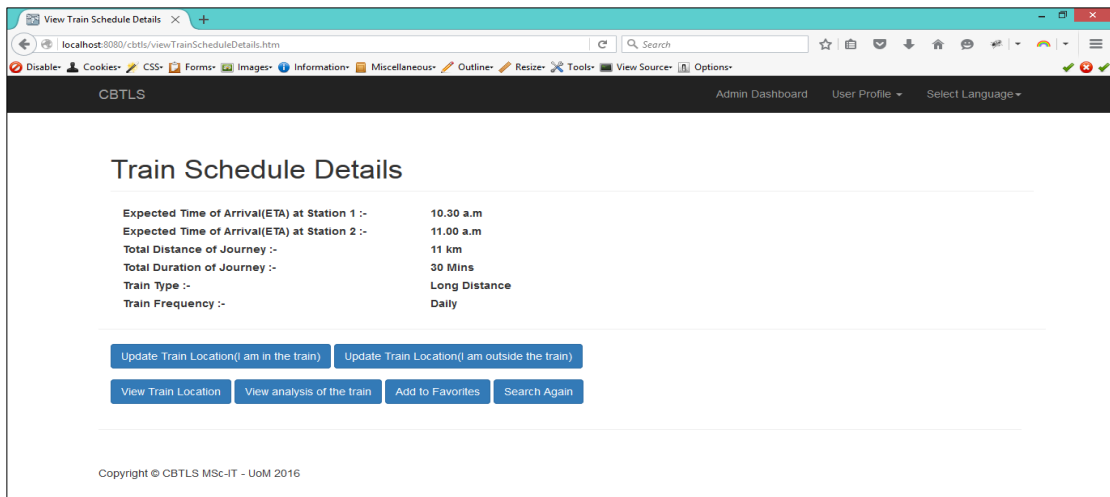 View Train Schedule Details
localhost:8080/cbtls/viewTrainScheduleDetails.htm
Search
Disable Cookies CSS Forms Images Information Miscellaneous Outline Resize Tools View Source Options
CBTLS Admin Dashboard User Profile Select Language
Train Schedule Details
Expected Time of Arrival(ETA) at Station 1 :- 10.30 a.m
Expected Time of Arrival(ETA) at Station 2 :- 11.00 a.m
Total Distance of Journey :- 11 km
Total Duration of Journey :- 30 Mins
Train Type :- Long Distance
Train Frequency :- Daily
Update Train Location(I am in the train) Update Train Location(I am outside the train)
View Train Location View analysis of the train Add to Favorites Search Again
Copyright © CBTLS MSc-IT - UoM 2016